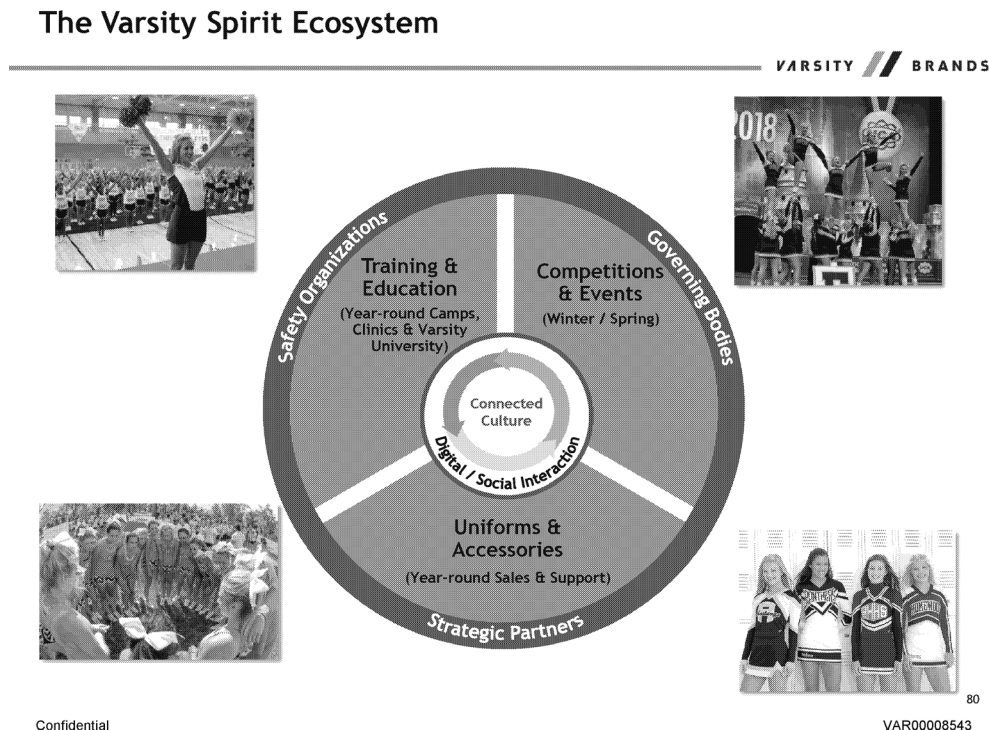 The Varsity Spirit Ecosystem
VARSITY BRANDS
2018
Safety Organizations
Governing Bodies
Training &
Education
(Year-round Camps,
Clinics & Varsity
University)
Competitions
& Events
(Winter / Spring)
Connected
Culture
Digital / Social Interaction
Uniforms &
Accessories
(Year-round Sales & Support)
Strategic Partners
PANTHERS
80
Confidential
VAR00008543